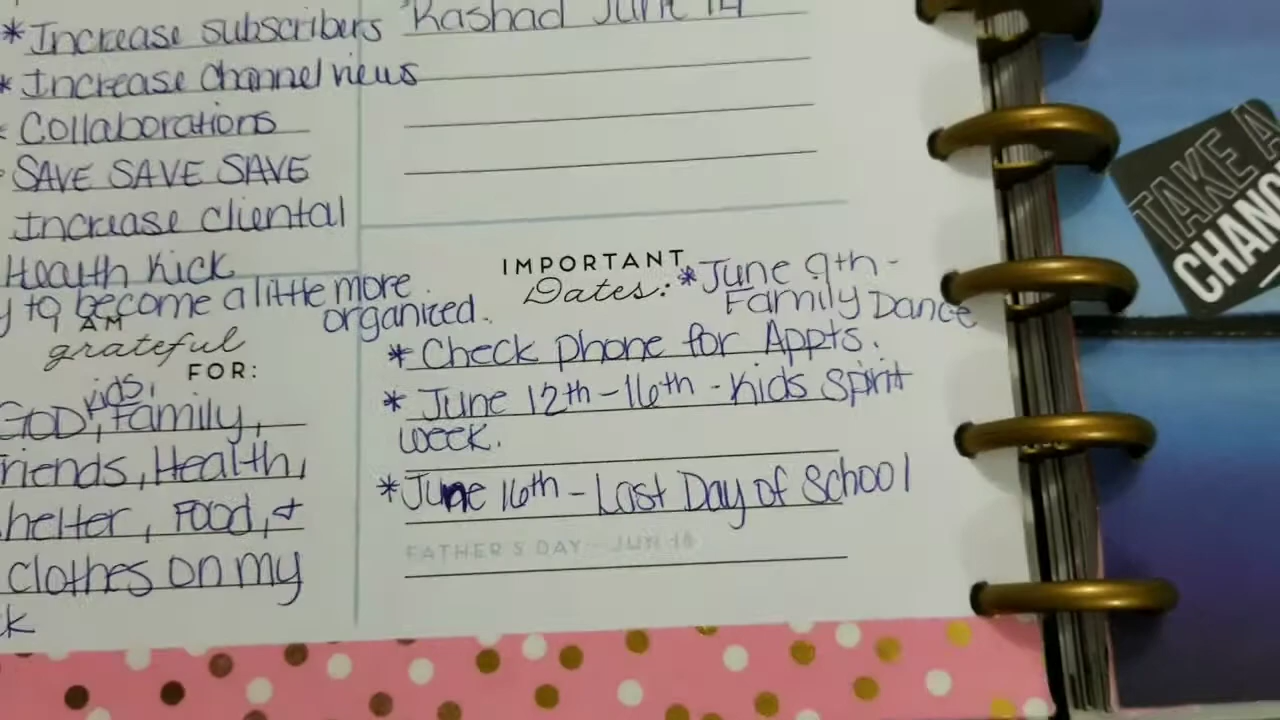 *Increase subscribers
*Increase channel views
Collaborations
SAVE SAVE SAVE
Increase cliental
Health Kick
to become a little more
organized.
AM
grateful
FOR:
kids,
GOD, Family,
Friends, Health,
helter, Food, &
clothes on my
Rashad June 14
IMPORTANT
Dates:
*June 9th -
Family Dance
* Check phone for Appts.
* June 12th-16th - Kids Spirit
week.
*June 16th - Last Day of School
FATHER'S DAY - JUN 18
TAKE A
CHANC